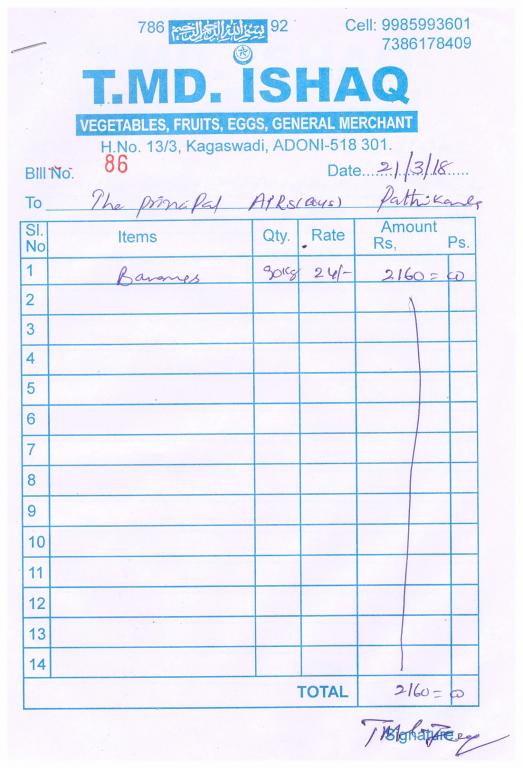 786 بسم الله الرحمن الرحيم 92
Cell: 9985993601
7386178409
T.MD. ISHAQ
VEGETABLES, FRUITS, EGGS, GENERAL MERCHANT
H.No. 13/3, Kagaswadi, ADONI-518 301.
Bill No. 86 Date...21/3/18.....
To The principal APRS(Boys)
Sl. No Items Qty. Rate Amount Rs, Ps.
1 Bananas 90Kg 24/- 2160 = 00
2
3
4
5
6
7
8
9
10
11
12
13
14
TOTAL 2160 = 00
Signature